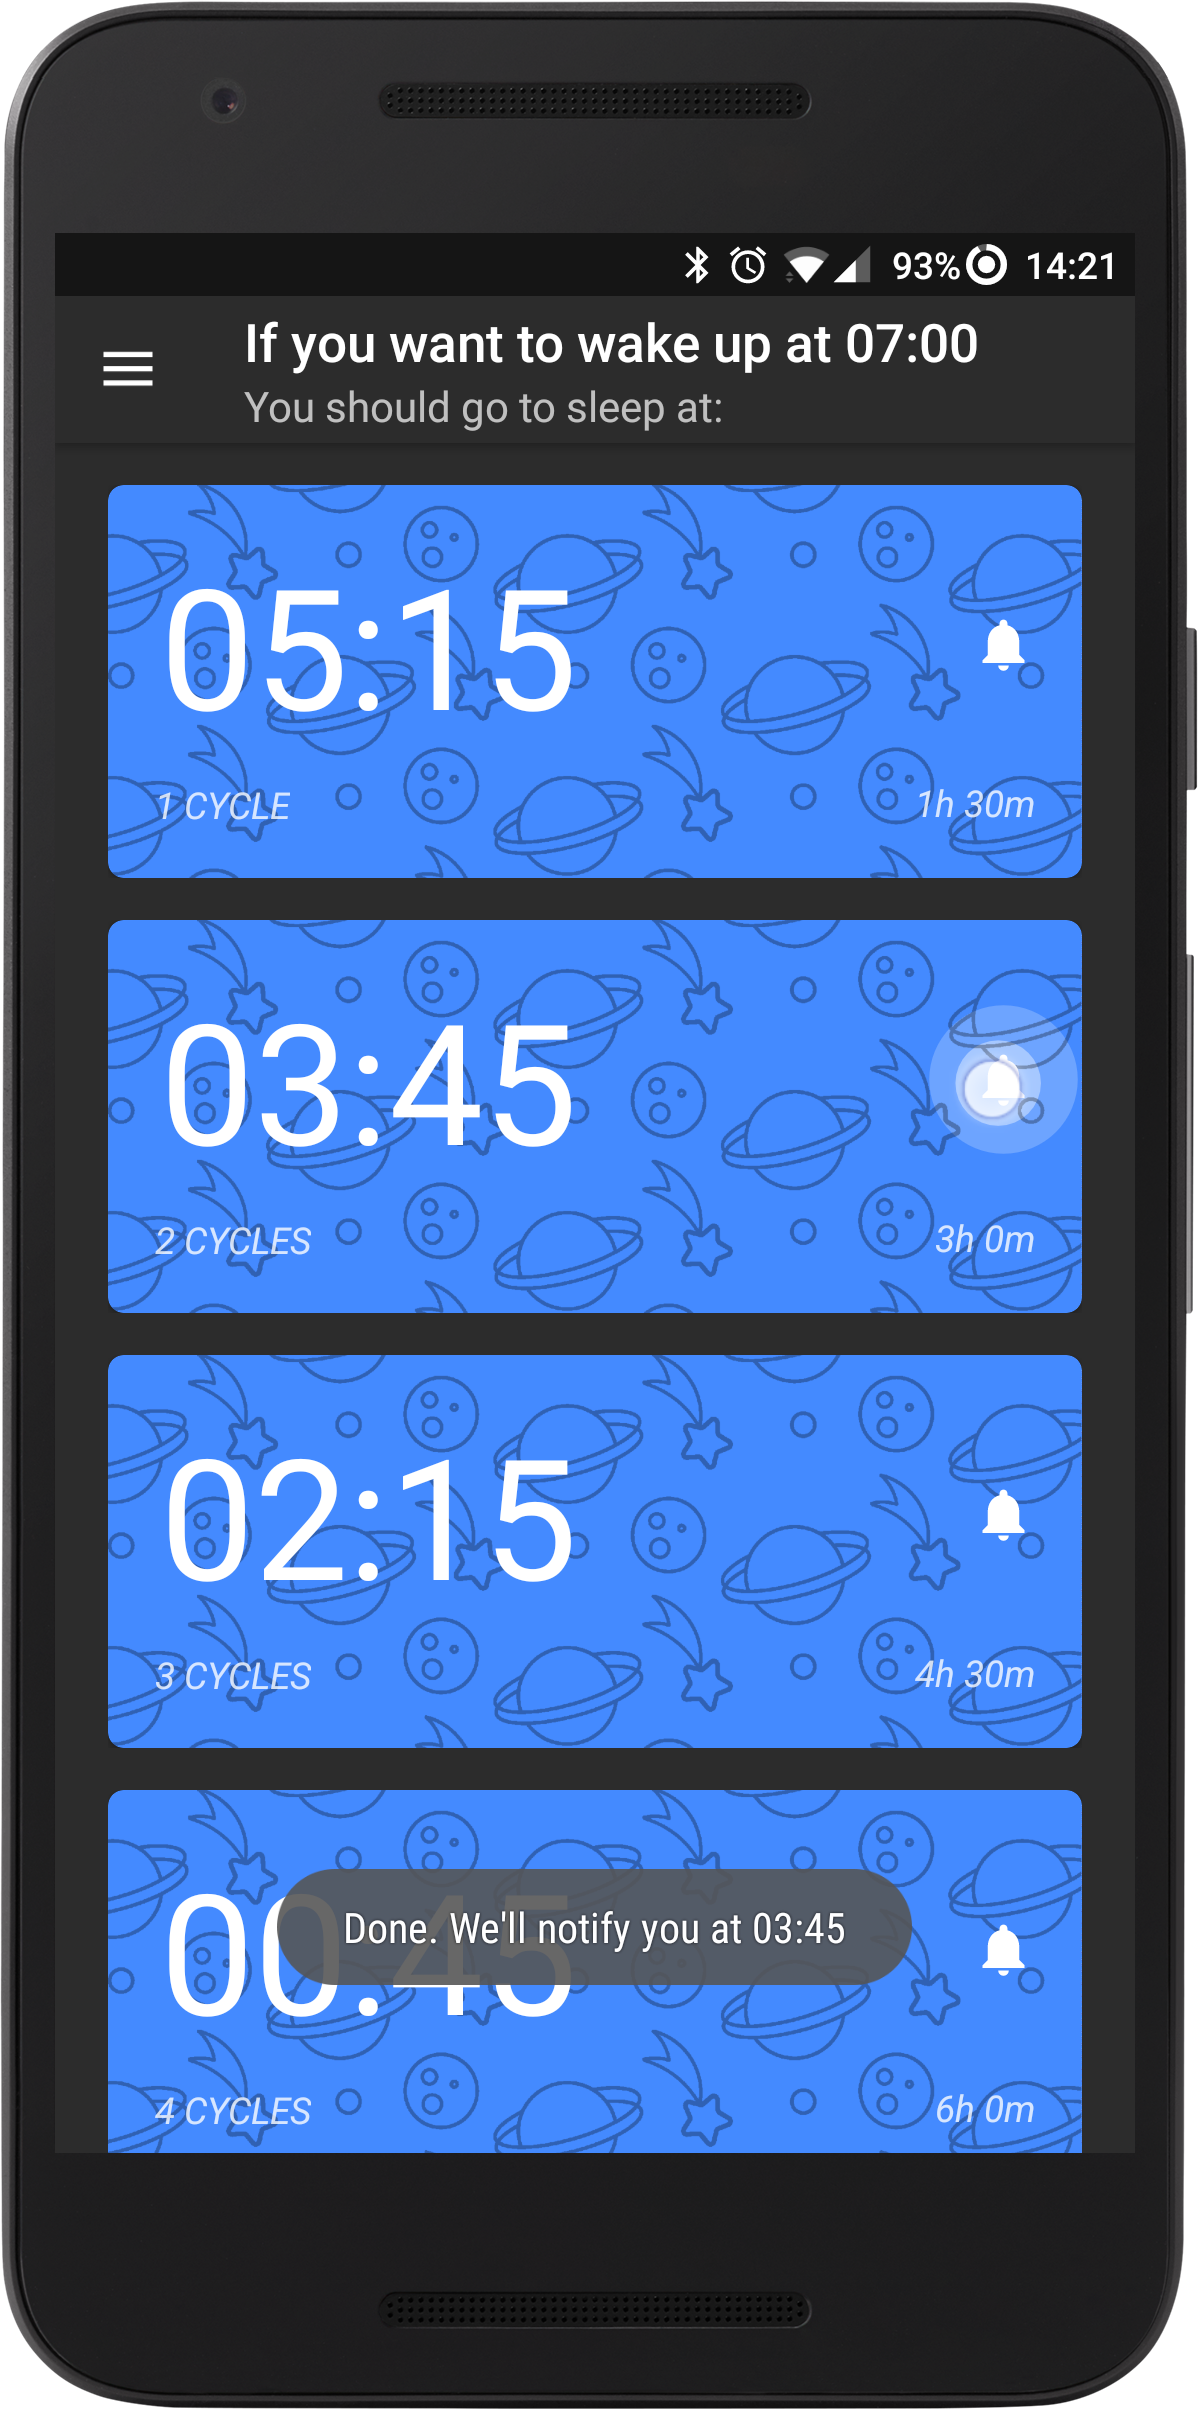 93% 14:21
If you want to wake up at 07:00
You should go to sleep at:
05:15
1 CYCLE 1h 30m
03:45
2 CYCLES 3h 0m
02:15
3 CYCLES 4h 30m
00:45
Done. We'll notify you at 03:45
4 CYCLES 6h 0m